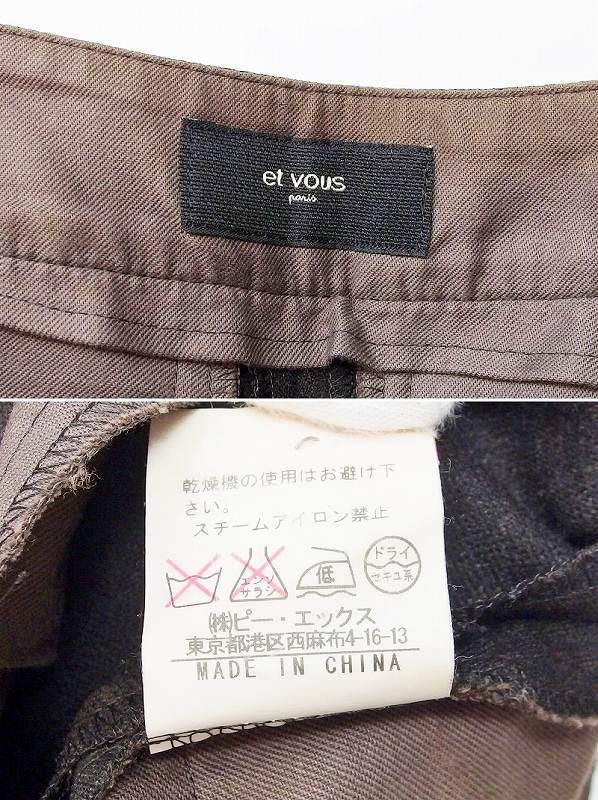 et vous
paris
乾燥機の使用はお避け下
さい。
スチームアイロン禁止
エンソ
サラシ
低
ドライ
セキユ系
(株)ピー・エックス
東京都港区西麻布4-16-13
MADE IN CHINA